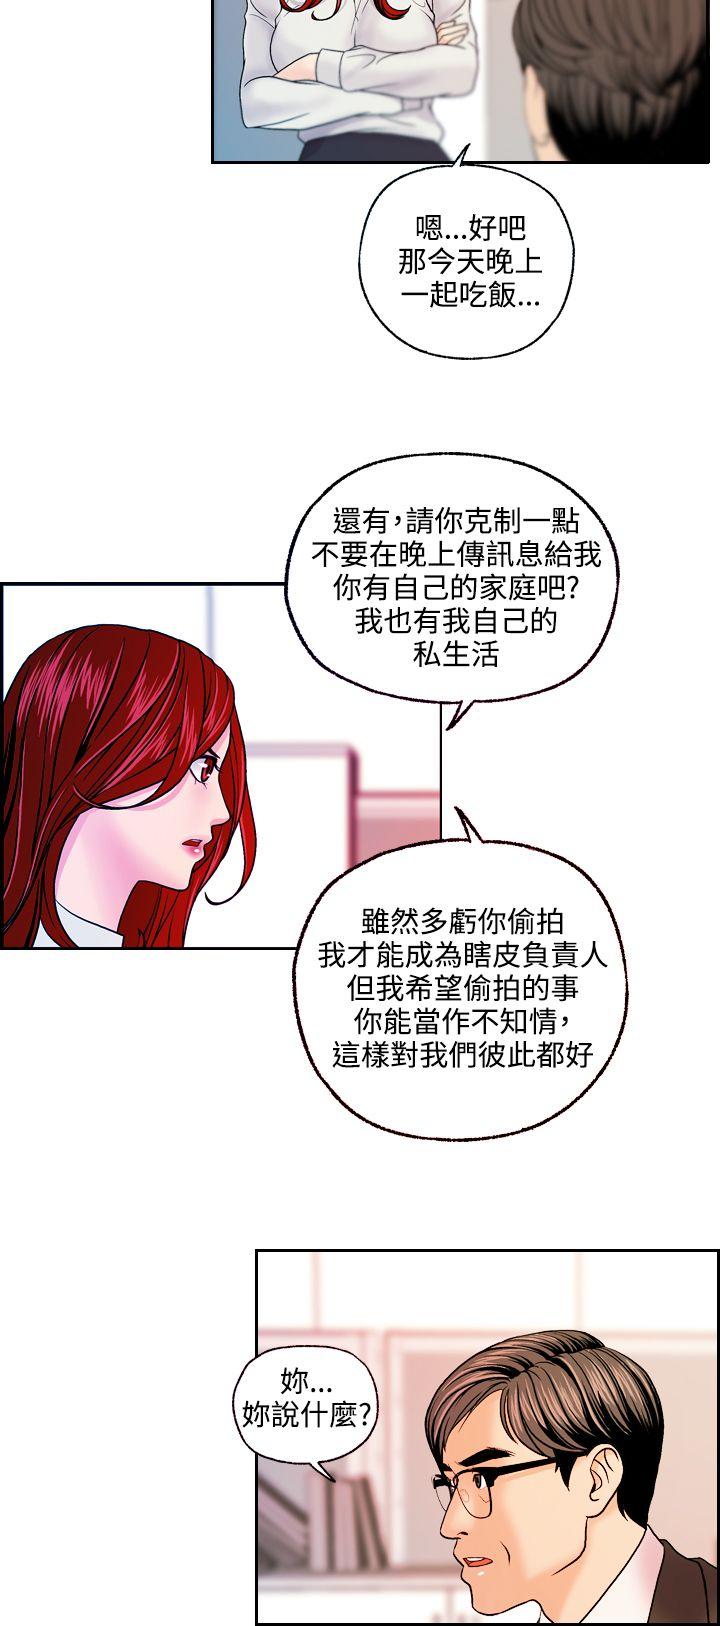 嗯...好吧
那今天晚上
一起吃飯...
還有，請你克制一點
不要在晚上傳訊息給我
你有自己的家庭吧?
我也有我自己的
私生活
雖然多虧你偷拍
我才能成為瞎皮負責人
但我希望偷拍的事
你能當作不知情，
這樣對我們彼此都好
妳...
妳說什麼?